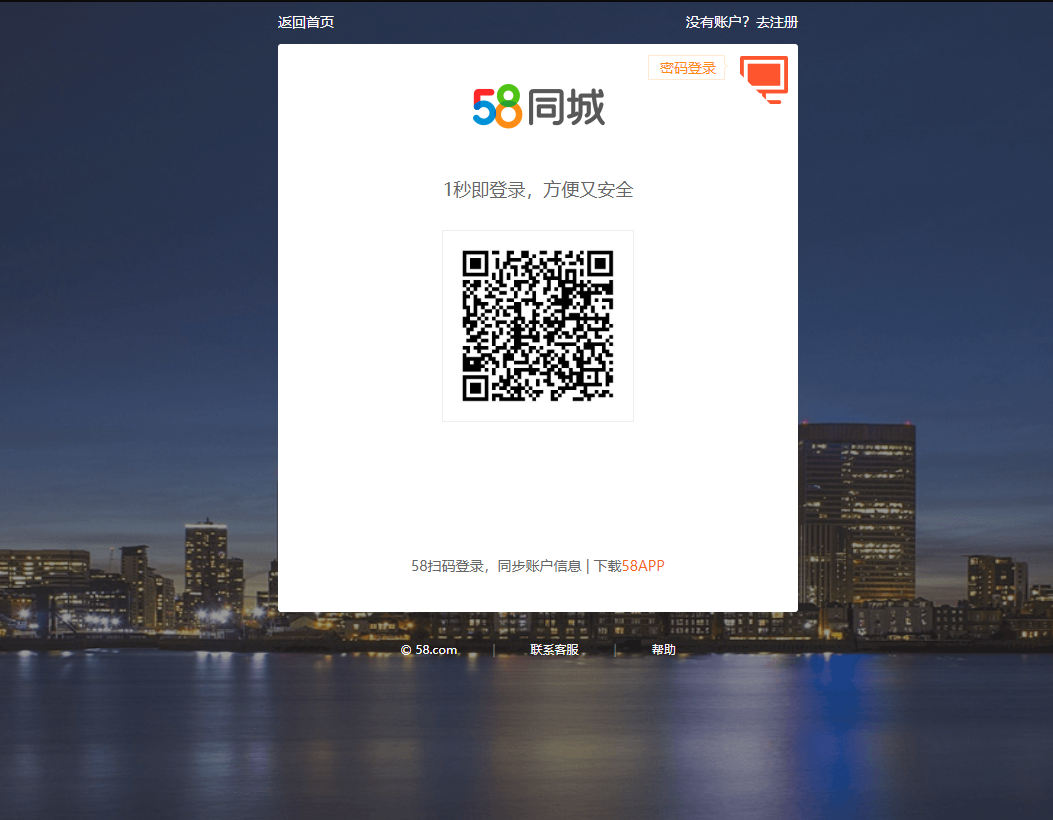 返回首页
没有账户？去注册
密码登录
58同城
1秒即登录，方便又安全
58扫码登录，同步账户信息 | 下载58APP
© 58.com | 联系客服 | 帮助